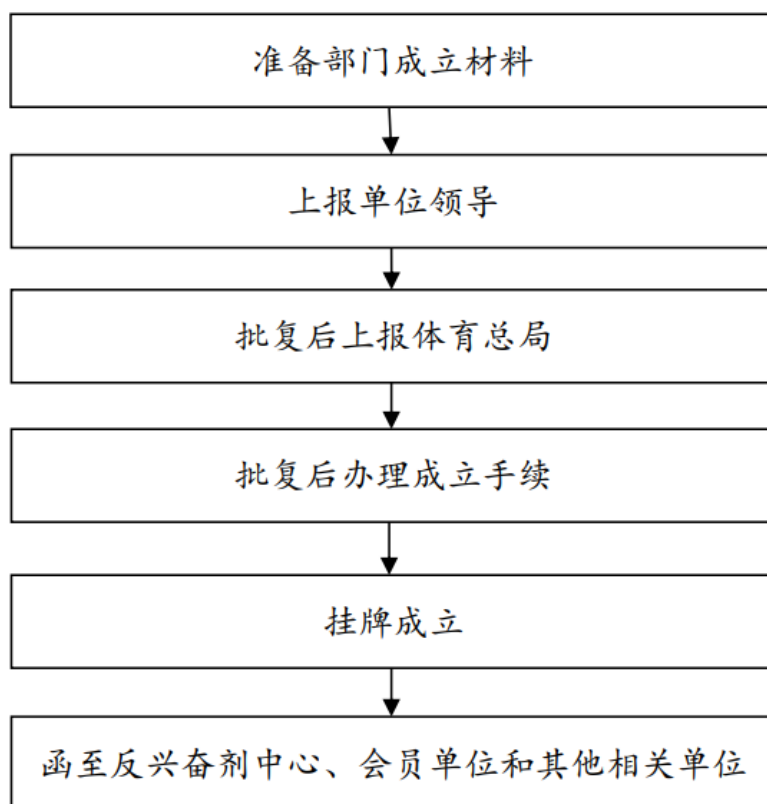 准备部门成立材料
上报单位领导
批复后上报体育总局
批复后办理成立手续
挂牌成立
函至反兴奋剂中心、会员单位和其他相关单位